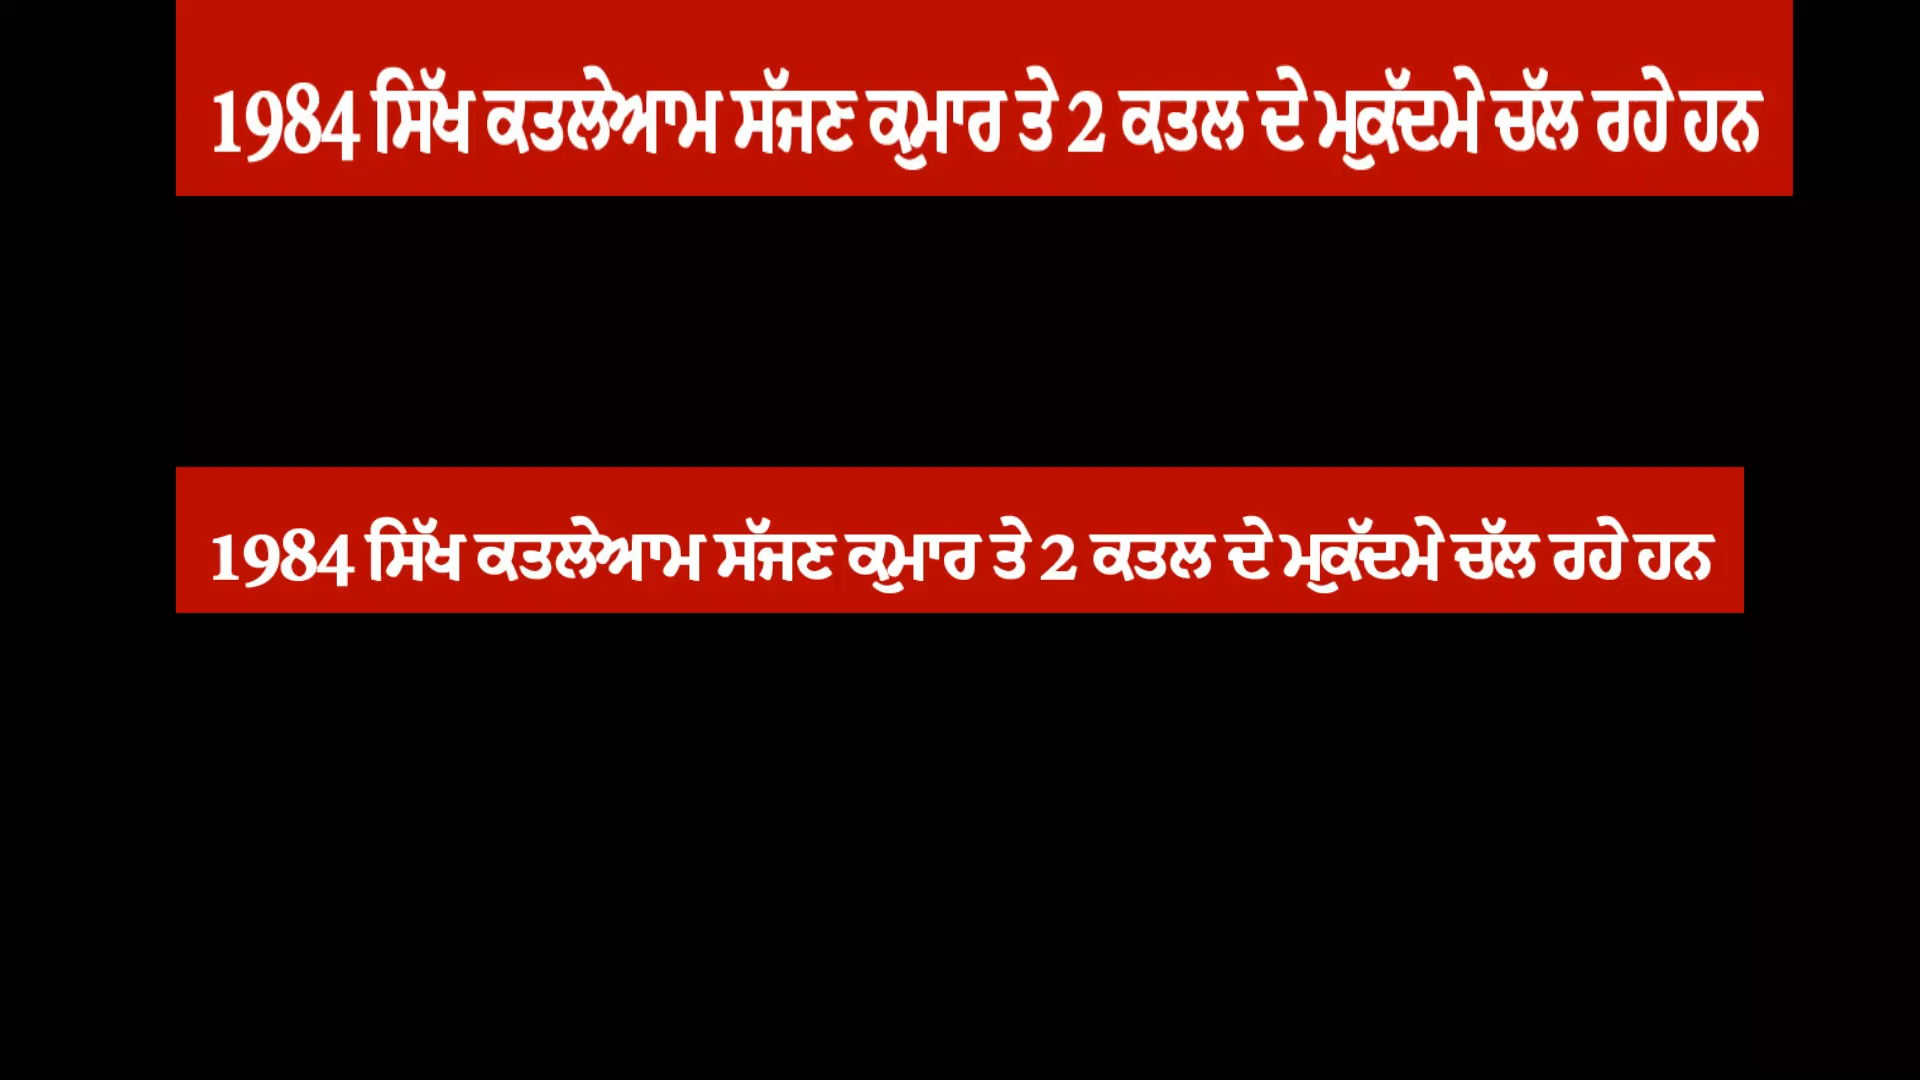 1984 ਸਿੱਖ ਕਤਲੇਆਮ ਸੱਜਣ ਕੁਮਾਰ ਤੇ 2 ਕਤਲ ਦੇ ਮੁਕੱਦਮੇ ਚੱਲ ਰਹੇ ਹਨ
1984 ਸਿੱਖ ਕਤਲੇਆਮ ਸੱਜਣ ਕੁਮਾਰ ਤੇ 2 ਕਤਲ ਦੇ ਮੁਕੱਦਮੇ ਚੱਲ ਰਹੇ ਹਨ